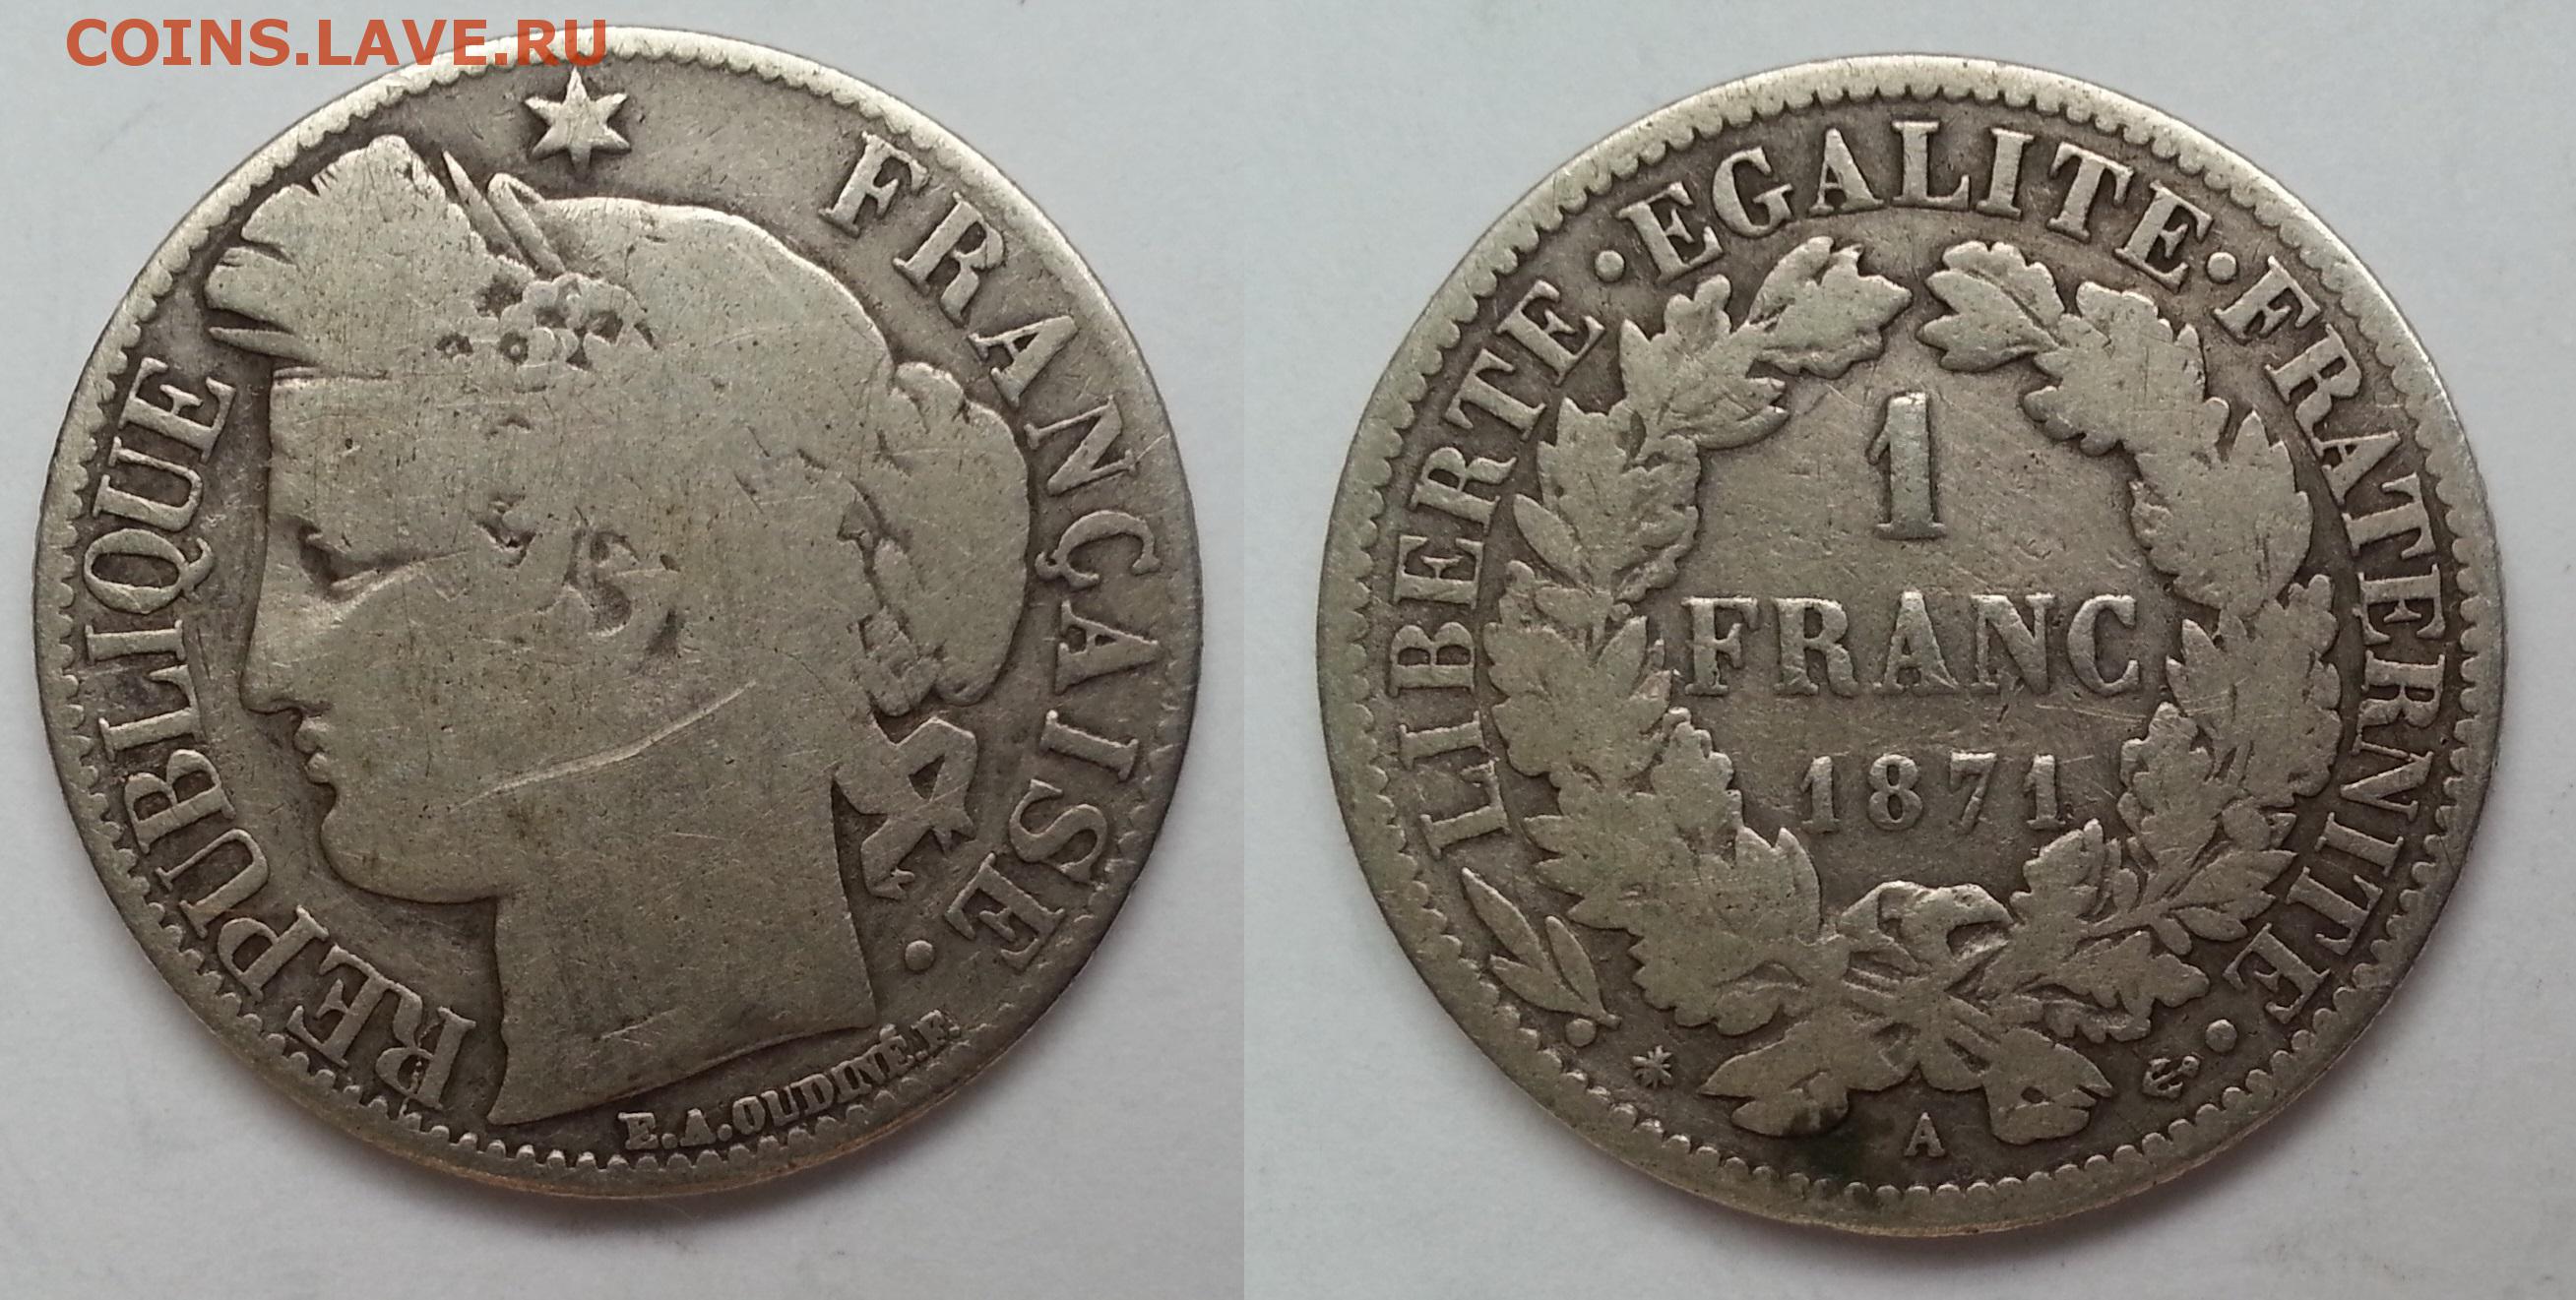 COINS.LAVE.RU
REPUBLIQUE FRANÇAISE.
E.A.OUDINÉ.F.
LIBERTE · EGALITE · FRATERNITE
1
FRANC
1871
A